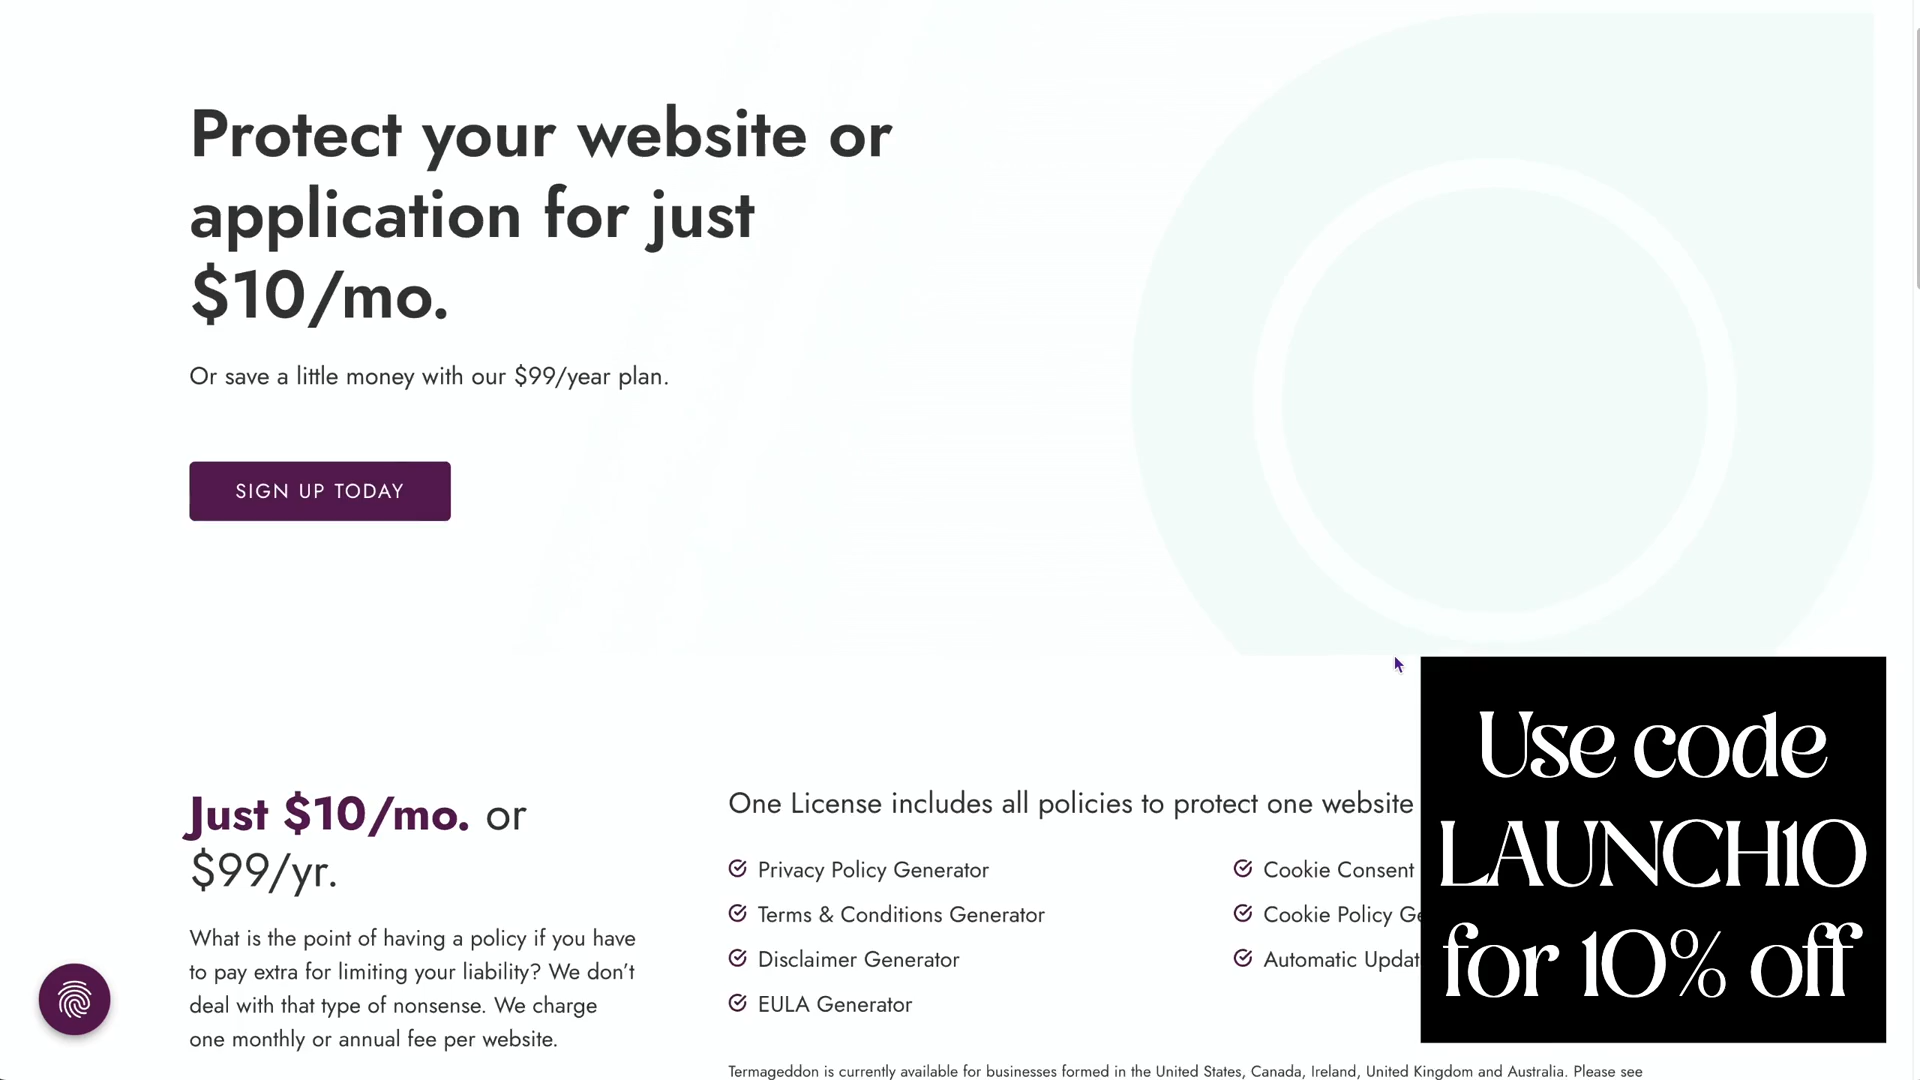 Protect your website or
application for just
$10/mo.
Or save a little money with our $99/year plan.
SIGN UP TODAY
Just $10/mo. or
$99/yr.
What is the point of having a policy if you have
to pay extra for limiting your liability? We don't
deal with that type of nonsense. We charge
one monthly or annual fee per website.
One License includes all policies to protect one website
Privacy Policy Generator
Terms & Conditions Generator
Disclaimer Generator
EULA Generator
Cookie Consent
Cookie Policy
Automatic
Termageddon is currently available for businesses formed in the United States, Canada, Ireland, United Kingdom and Australia. Please see
Use code
LAUNCH10
for 10% off